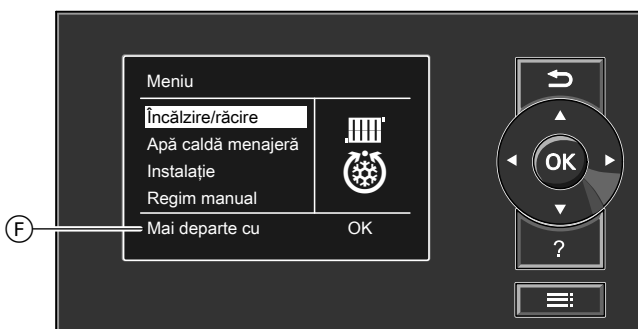 Meniu
Încălzire/răcire
Apă caldă menajeră
Instalație
Regim manual
Mai departe cu OK
F
OK
?